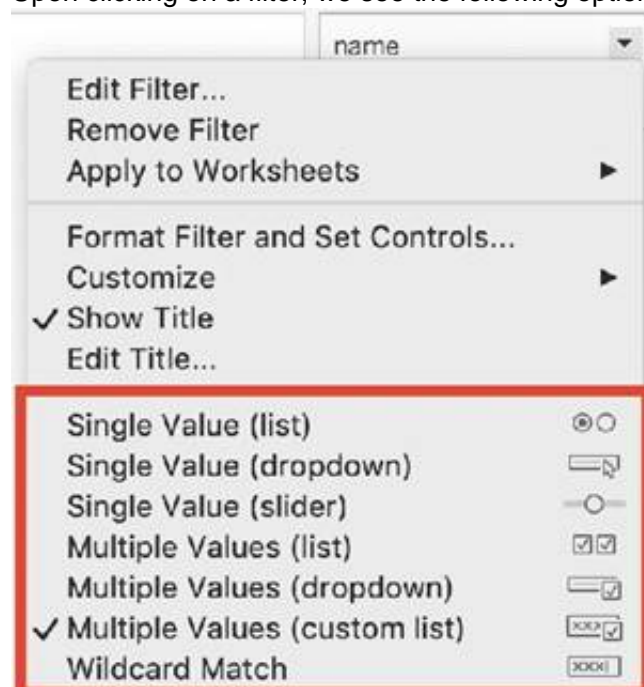 name
Edit Filter...
Remove Filter
Apply to Worksheets
Format Filter and Set Controls...
Customize
Show Title
Edit Title...
Single Value (list)
Single Value (dropdown)
Single Value (slider)
Multiple Values (list)
Multiple Values (dropdown)
Multiple Values (custom list)
Wildcard Match